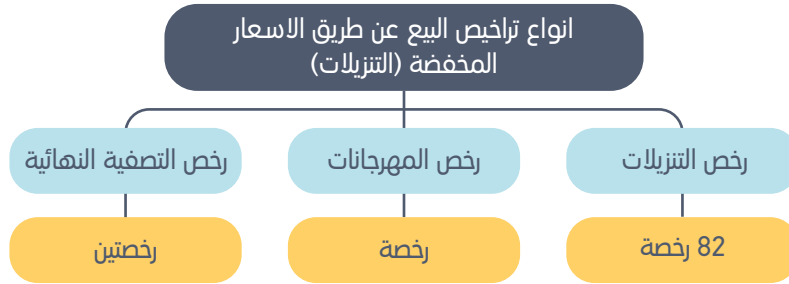 انواع تراخيص البيع عن طريق الاسعار
المخفضة (التنزيلات)
رخص التنزيلات
رخص المهرجانات
رخص التصفية النهائية
82 رخصة
رخصة
رخصتين